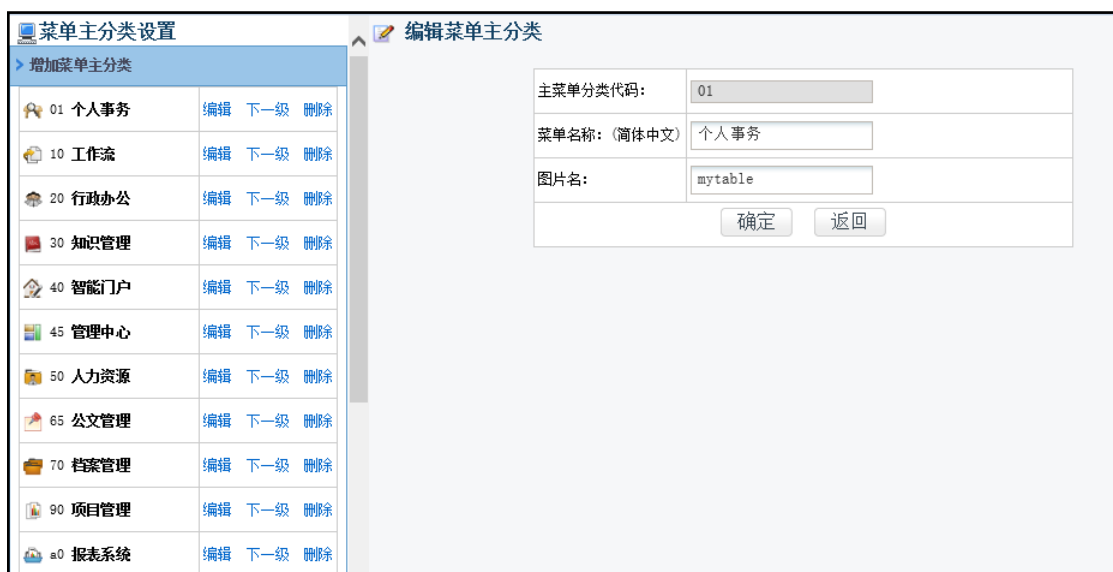 菜单主分类设置
增加菜单主分类
01 个人事务 编辑 下一级 删除
10 工作流 编辑 下一级 删除
20 行政办公 编辑 下一级 删除
30 知识管理 编辑 下一级 删除
40 智能门户 编辑 下一级 删除
45 管理中心 编辑 下一级 删除
50 人力资源 编辑 下一级 删除
65 公文管理 编辑 下一级 删除
70 档案管理 编辑 下一级 删除
90 项目管理 编辑 下一级 删除
a0 报表系统 编辑 下一级 删除
编辑菜单主分类
主菜单分类代码: 01
菜单名称:(简体中文) 个人事务
图片名: mytable
确定 返回